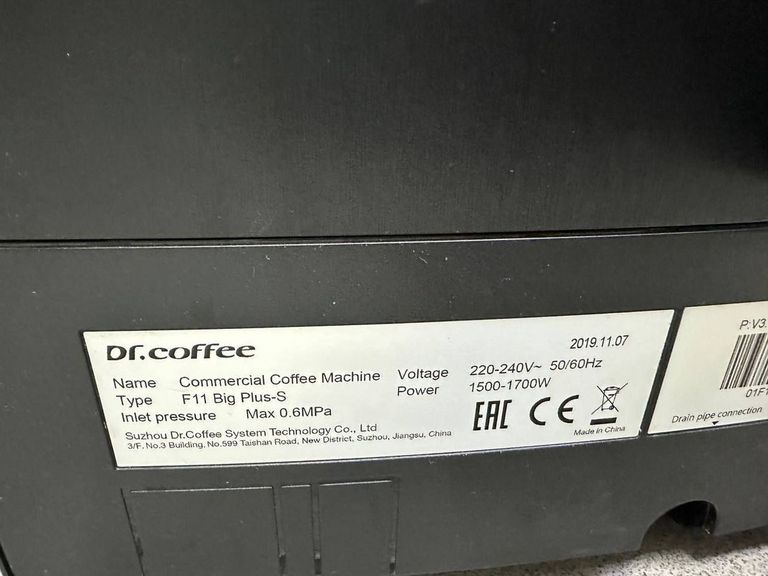 Dr.coffee
2019.11.07
Name Commercial Coffee Machine
Type F11 Big Plus-S
Inlet pressure Max 0.6MPa
Voltage 220-240V~ 50/60Hz
Power 1500-1700W
EAC CE
Suzhou Dr.Coffee System Technology Co., Ltd
3/F, No.3 Building, No.599 Taishan Road, New District, Suzhou, Jiangsu, China
Made in China
P:V3.
01F1
Drain pipe connection